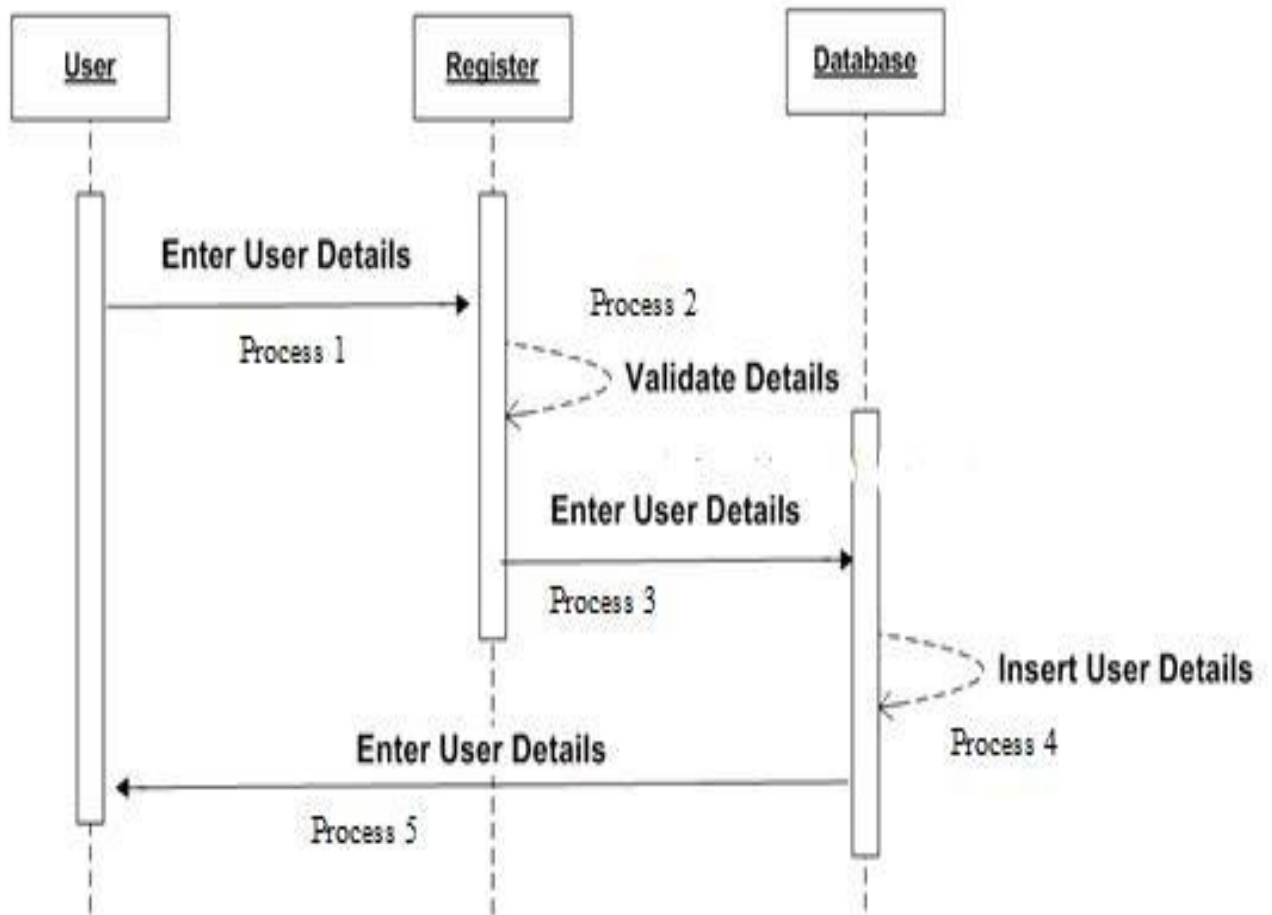 User
Register
Database
Enter User Details
Process 1
Process 2
Validate Details
Enter User Details
Process 3
Insert User Details
Process 4
Enter User Details
Process 5